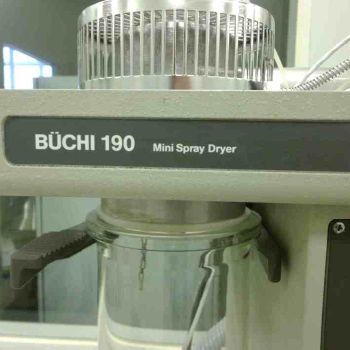 BÜCHI 190 Mini Spray Dryer